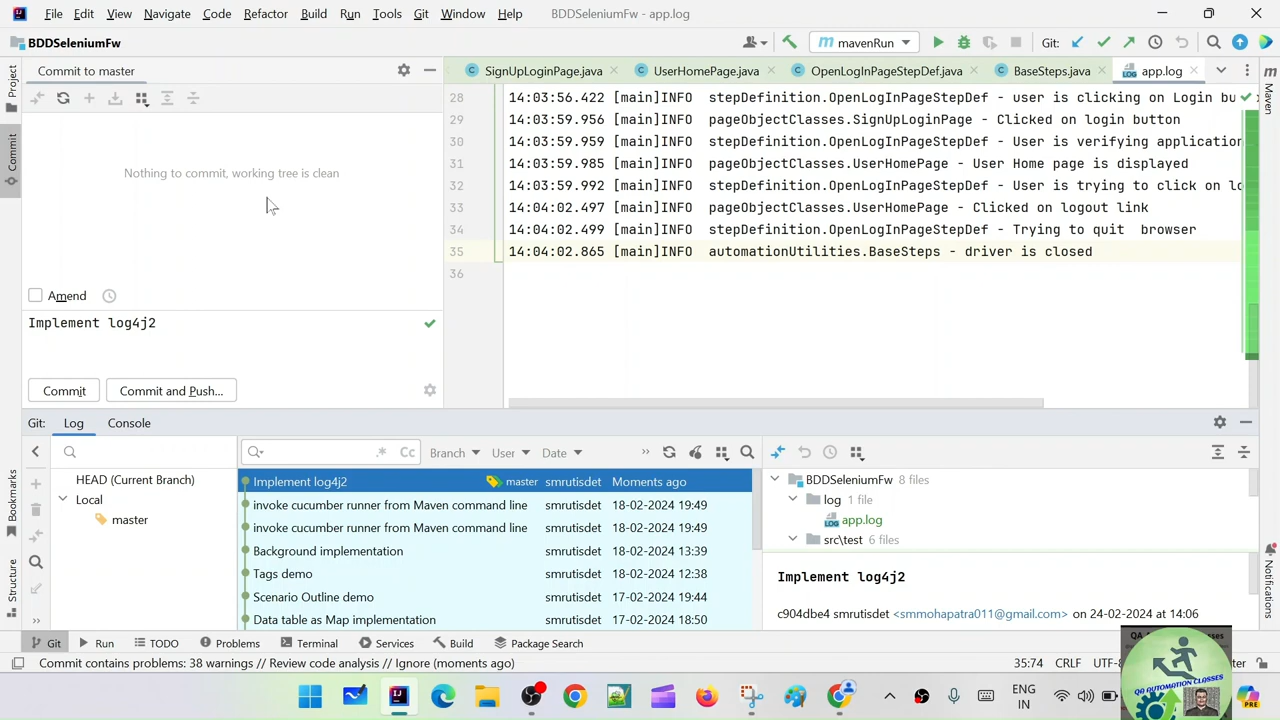 File Edit View Navigate Code Refactor Build Run Tools Git Window Help BDDSeleniumFw - app.log
BDDSeleniumFw mavenRun Git:
Project
Commit
Bookmarks
Structure
Commit to master
Nothing to commit, working tree is clean
Amend
Implement log4j2
Commit Commit and Push...
SignUpLoginPage.java UserHomePage.java OpenLogInPageStepDef.java BaseSteps.java app.log
28 14:03:56.422 [main]INFO stepDefinition.OpenLogInPageStepDef - user is clicking on Login bu
29 14:03:59.956 [main]INFO pageObjectClasses.SignUpLoginPage - Clicked on login button
30 14:03:59.959 [main]INFO stepDefinition.OpenLogInPageStepDef - User is verifying application
31 14:03:59.985 [main]INFO pageObjectClasses.UserHomePage - User Home page is displayed
32 14:03:59.992 [main]INFO stepDefinition.OpenLogInPageStepDef - User is trying to click on lo
33 14:04:02.497 [main]INFO pageObjectClasses.UserHomePage - Clicked on logout link
34 14:04:02.499 [main]INFO stepDefinition.OpenLogInPageStepDef - Trying to quit  browser
35 14:04:02.865 [main]INFO automationUtilities.BaseSteps - driver is closed
36
Maven
Notifications
Git: Log Console
HEAD (Current Branch)
Local
master
Cc Branch User Date
Implement log4j2 master smrutisdet Moments ago
invoke cucumber runner from Maven command line smrutisdet 18-02-2024 19:49
invoke cucumber runner from Maven command line smrutisdet 18-02-2024 19:49
Background implementation smrutisdet 18-02-2024 13:39
Tags demo smrutisdet 18-02-2024 12:38
Scenario Outline demo smrutisdet 17-02-2024 19:44
Data table as Map implementation smrutisdet 17-02-2024 18:50
BDDSeleniumFw 8 files
log 1 file
app.log
src\test 6 files
Implement log4j2
c904dbe4 smrutisdet <smmohapatra011@gmail.com> on 24-02-2024 at 14:06
Git Run TODO Problems Terminal Services Build Package Search
Commit contains problems: 38 warnings // Review code analysis // Ignore (moments ago) 35:74 CRLF UTF-
ENG
IN
PRE
QA AUTOMATION CLASSES